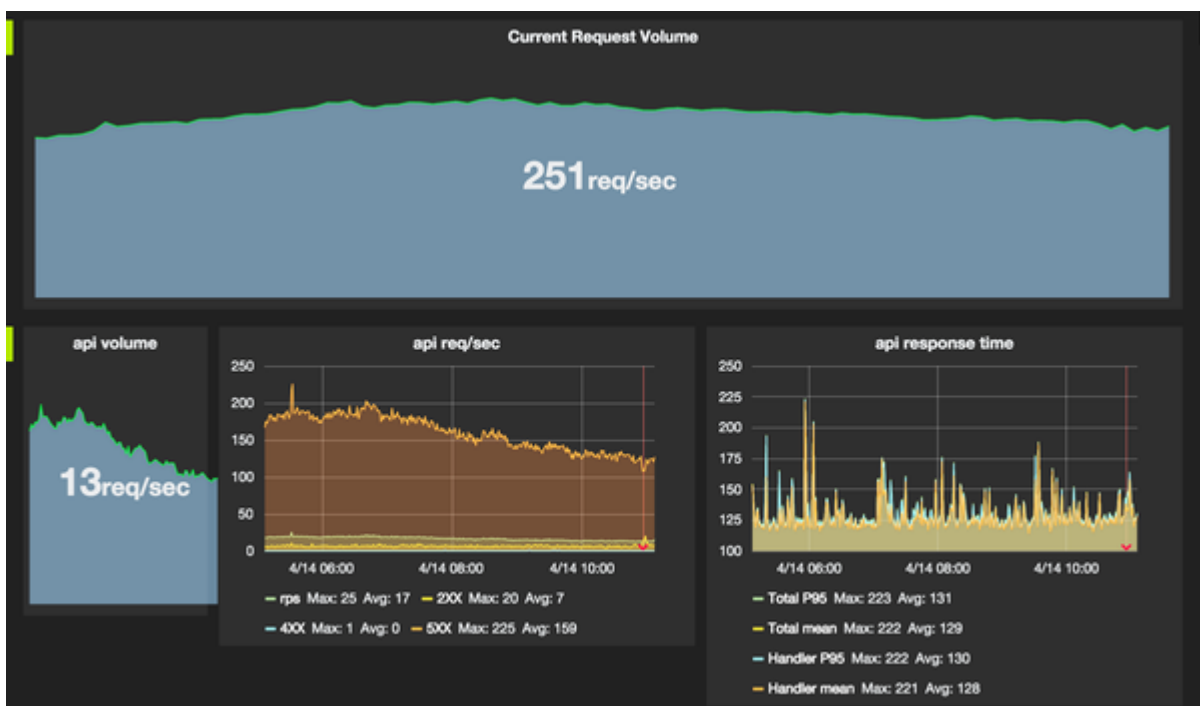 Current Request Volume
251 req/sec
api volume
13req/sec
api req/sec
250
200
150
100
50
0
4/14 06:00 4/14 08:00 4/14 10:00
rps Max: 25 Avg: 17 2XX Max: 20 Avg: 7
4XX Max: 1 Avg: 0 5XX Max: 225 Avg: 159
api response time
250
225
200
175
150
125
100
4/14 06:00 4/14 08:00 4/14 10:00
Total P95 Max: 223 Avg: 131
Total mean Max: 222 Avg: 129
Handler P95 Max: 222 Avg: 130
Handler mean Max: 221 Avg: 128